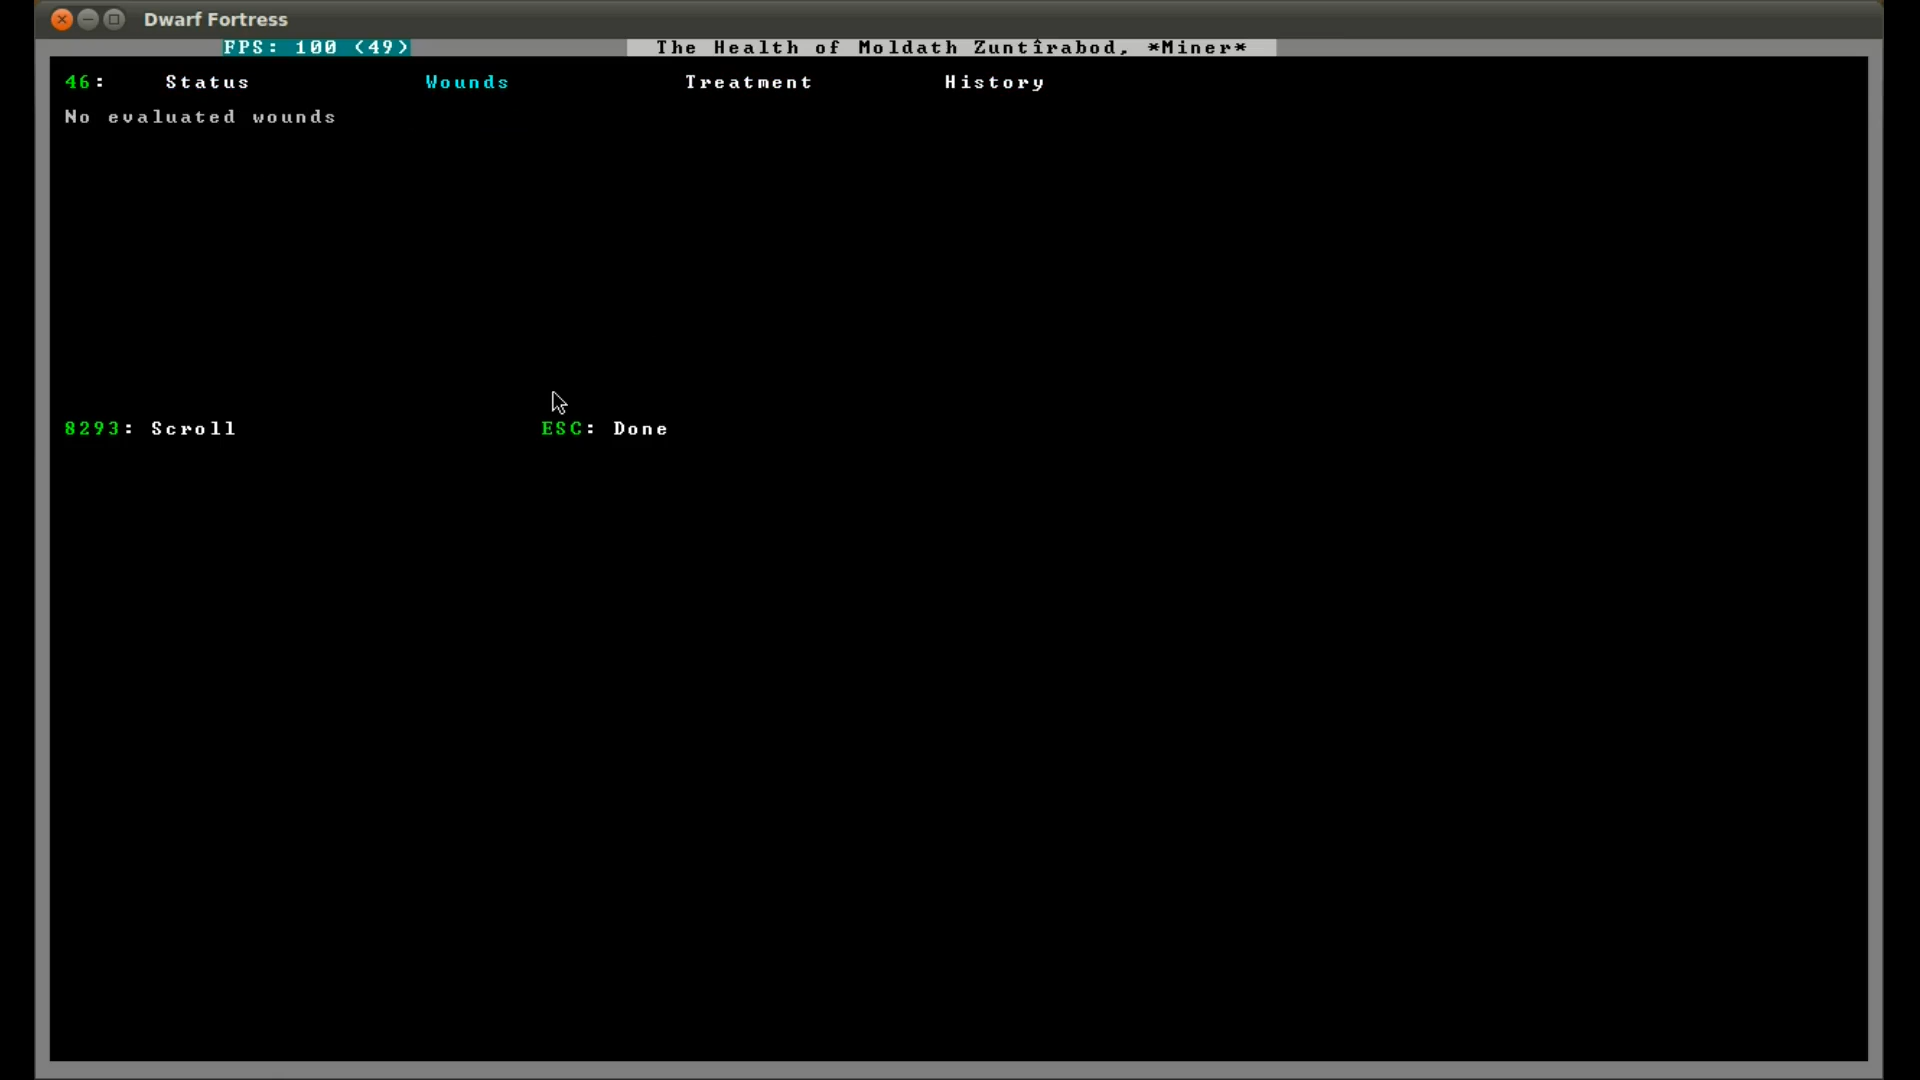 Dwarf Fortress
FPS: 100 (49) The Health of Moldath Zuntîrabod, *Miner*
46: Status Wounds Treatment History
No evaluated wounds
8293: Scroll ESC: Done